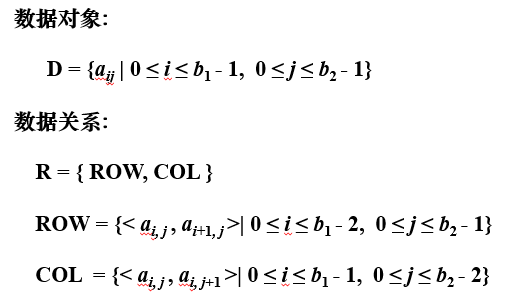 数据对象:
D = {aij | 0 ≤ i ≤ b1 - 1, 0 ≤ j ≤ b2 - 1}
数据关系:
R = { ROW, COL }
ROW = {< ai,j , ai+1,j >| 0 ≤ i ≤ b1 - 2, 0 ≤ j ≤ b2 - 1}
COL = {< ai,j , ai,j+1 >| 0 ≤ i ≤ b1 - 1, 0 ≤ j ≤ b2 - 2}